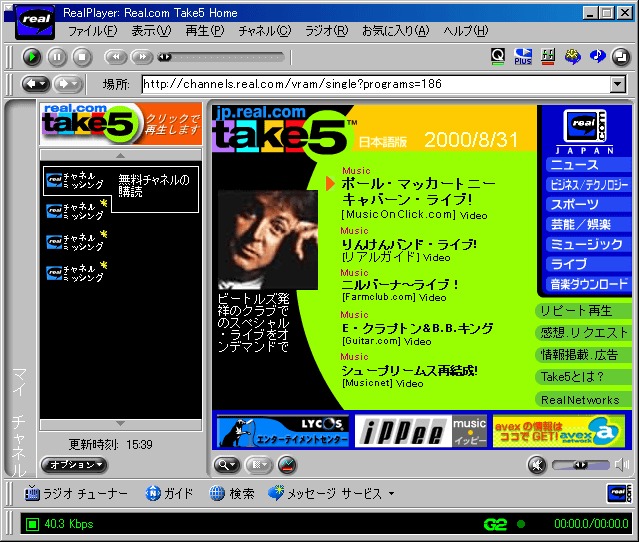 real
RealPlayer: Real.com Take5 Home
ファイル(F) 表示(V) 再生(P) チャネル(C) ラジオ(R) お気に入り(A) ヘルプ(H)
PLUS
場所: http://channels.real.com/vram/single?programs=186
real.com
take5
クリックで
再生します
real チャネル
ミッシング
無料チャネルの
購読
real チャネル
ミッシング
real チャネル
ミッシング
real チャネル
ミッシング
マイ チャネル
更新時刻: 15:39
オプション
jp.real.com
take5™
日本語版
2000/8/31
Music
ポール・マッカートニー
キャバーン・ライブ!
[MusicOnClick.com] Video
Music
りんけんバンド・ライブ!
[リアルガイド] Video
Music
ニルバーナ〜ライブ!
[Farmclub.com] Video
Music
E・クラプトン&B.B.キング
[Guitar.com] Video
Music
シュープリームス再結成!
[Musicnet] Video
ビートルズ発
祥のクラブで
のスペシャル
・ライブをオ
ンデマンドで
real.com
JAPAN
ニュース
ビジネス/テクノロジー
スポーツ
芸能/娯楽
ミュージック
ライブ
音楽ダウンロード
リピート再生
感想.リクエスト
情報掲載.広告
Take5とは?
RealNetworks
LYCOS
エンターテイメントセンター
ippee
music
イッピー
avex の情報は
ココでGET!
avex
network
ラジオ チューナー ガイド 検索 メッセージ サービス
real
40.3 Kbps
G2
00:00.0/00:00.0